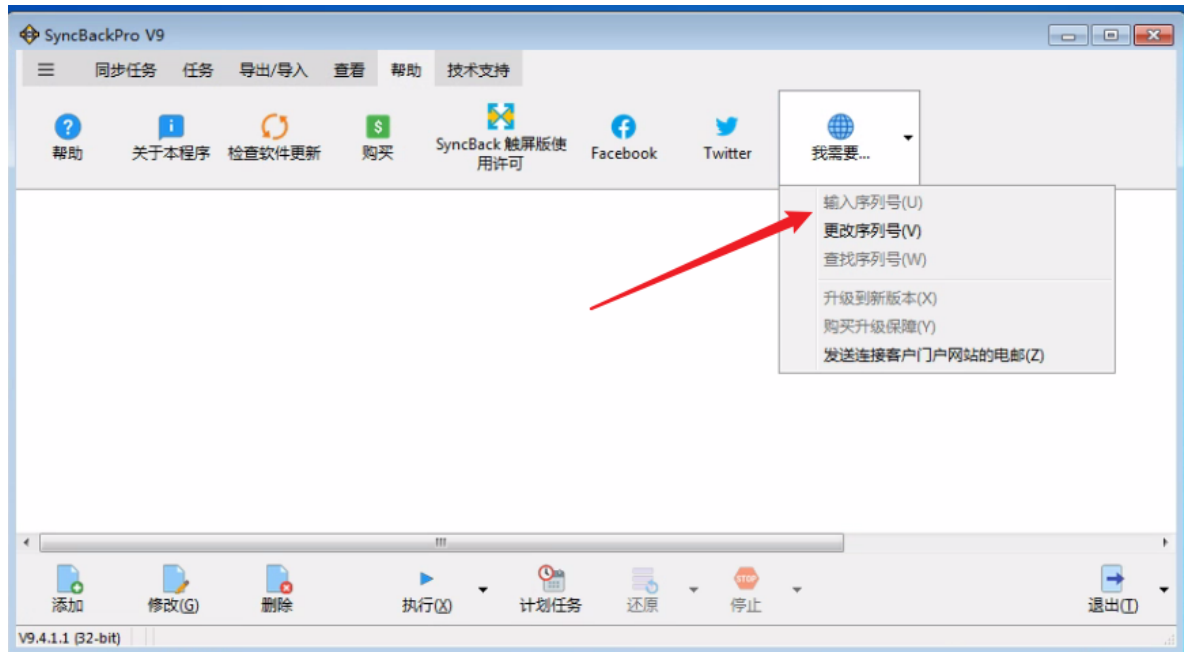 SyncBackPro V9
同步任务 任务 导出/导入 查看 帮助 技术支持
帮助 关于本程序 检查软件更新 购买 SyncBack 触屏版使
用许可 Facebook Twitter 我需要...
输入序列号(U)
更改序列号(V)
查找序列号(W)
升级到新版本(X)
购买升级保障(Y)
发送连接客户门户网站的电邮(Z)
添加 修改(G) 删除 执行(X) 计划任务 还原 STOP 停止 退出(T)
V9.4.1.1 (32-bit)